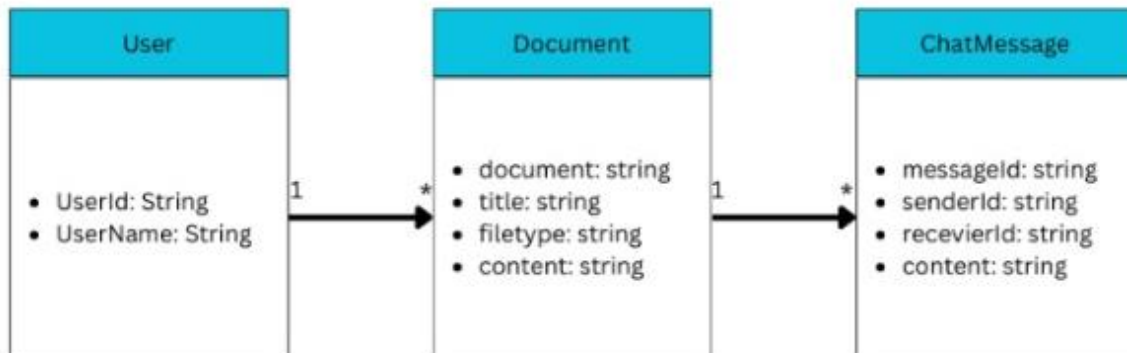 User
• UserId: String
• UserName: String
1
*
Document
• document: string
• title: string
• filetype: string
• content: string
1
*
ChatMessage
• messageId: string
• senderId: string
• recevierId: string
• content: string